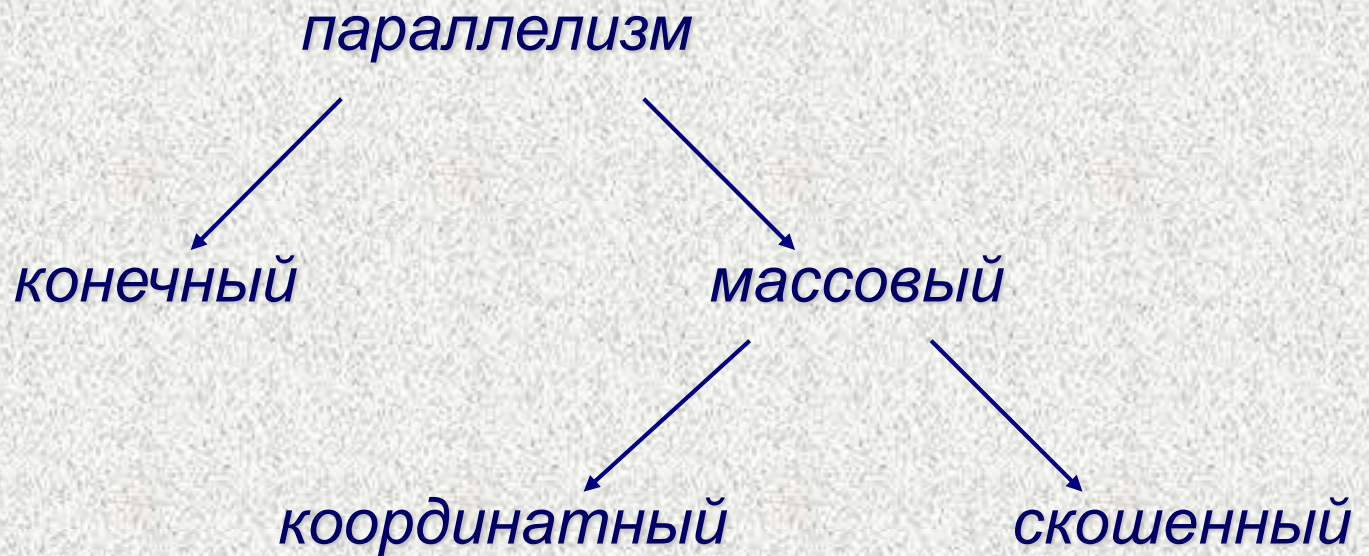 параллелизм
конечный массовый
координатный скошенный